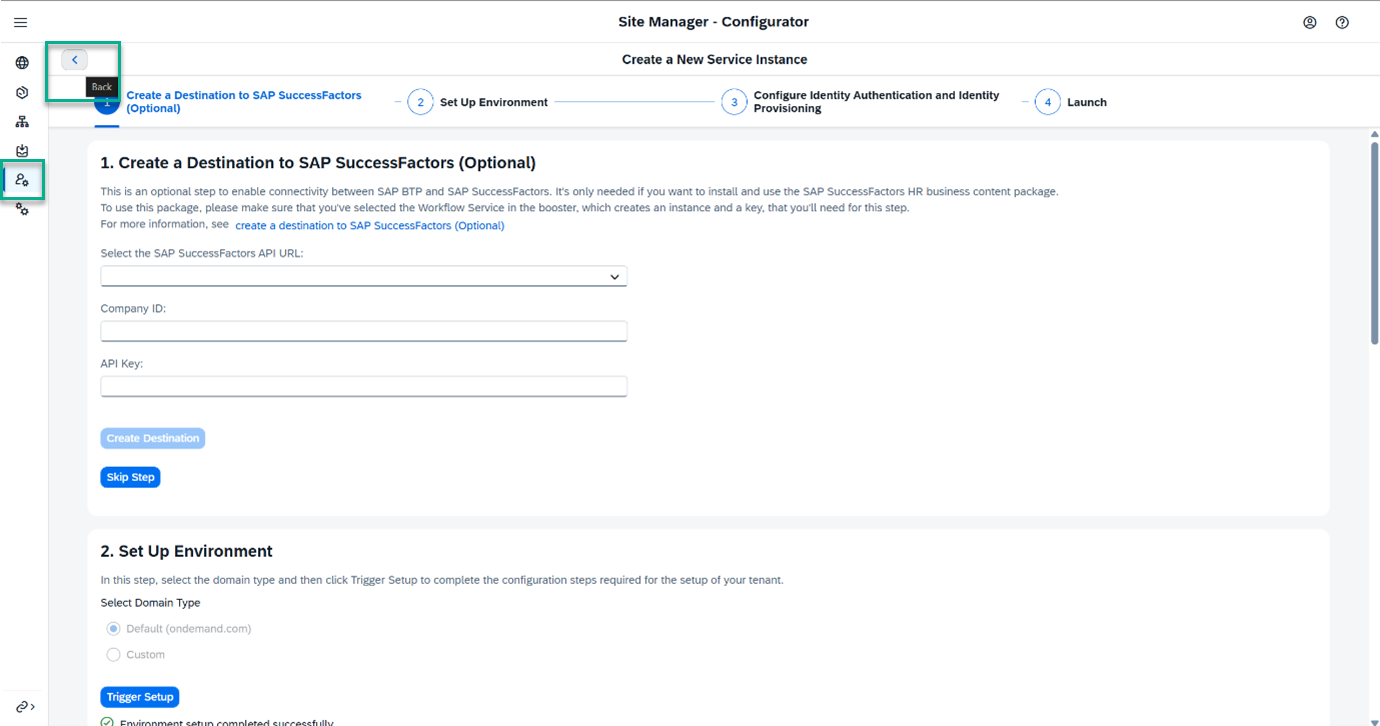 Site Manager - Configurator
Create a New Service Instance
Back
1 Create a Destination to SAP SuccessFactors
(Optional)
2 Set Up Environment
3 Configure Identity Authentication and Identity
Provisioning
4 Launch
1. Create a Destination to SAP SuccessFactors (Optional)
This is an optional step to enable connectivity between SAP BTP and SAP SuccessFactors. It's only needed if you want to install and use the SAP SuccessFactors HR business content package.
To use this package, please make sure that you've selected the Workflow Service in the booster, which creates an instance and a key, that you'll need for this step.
For more information, see create a destination to SAP SuccessFactors (Optional)
Select the SAP SuccessFactors API URL:
Company ID:
API Key:
Create Destination
Skip Step
2. Set Up Environment
In this step, select the domain type and then click Trigger Setup to complete the configuration steps required for the setup of your tenant.
Select Domain Type
Default (ondemand.com)
Custom
Trigger Setup
Environment setup completed successfully